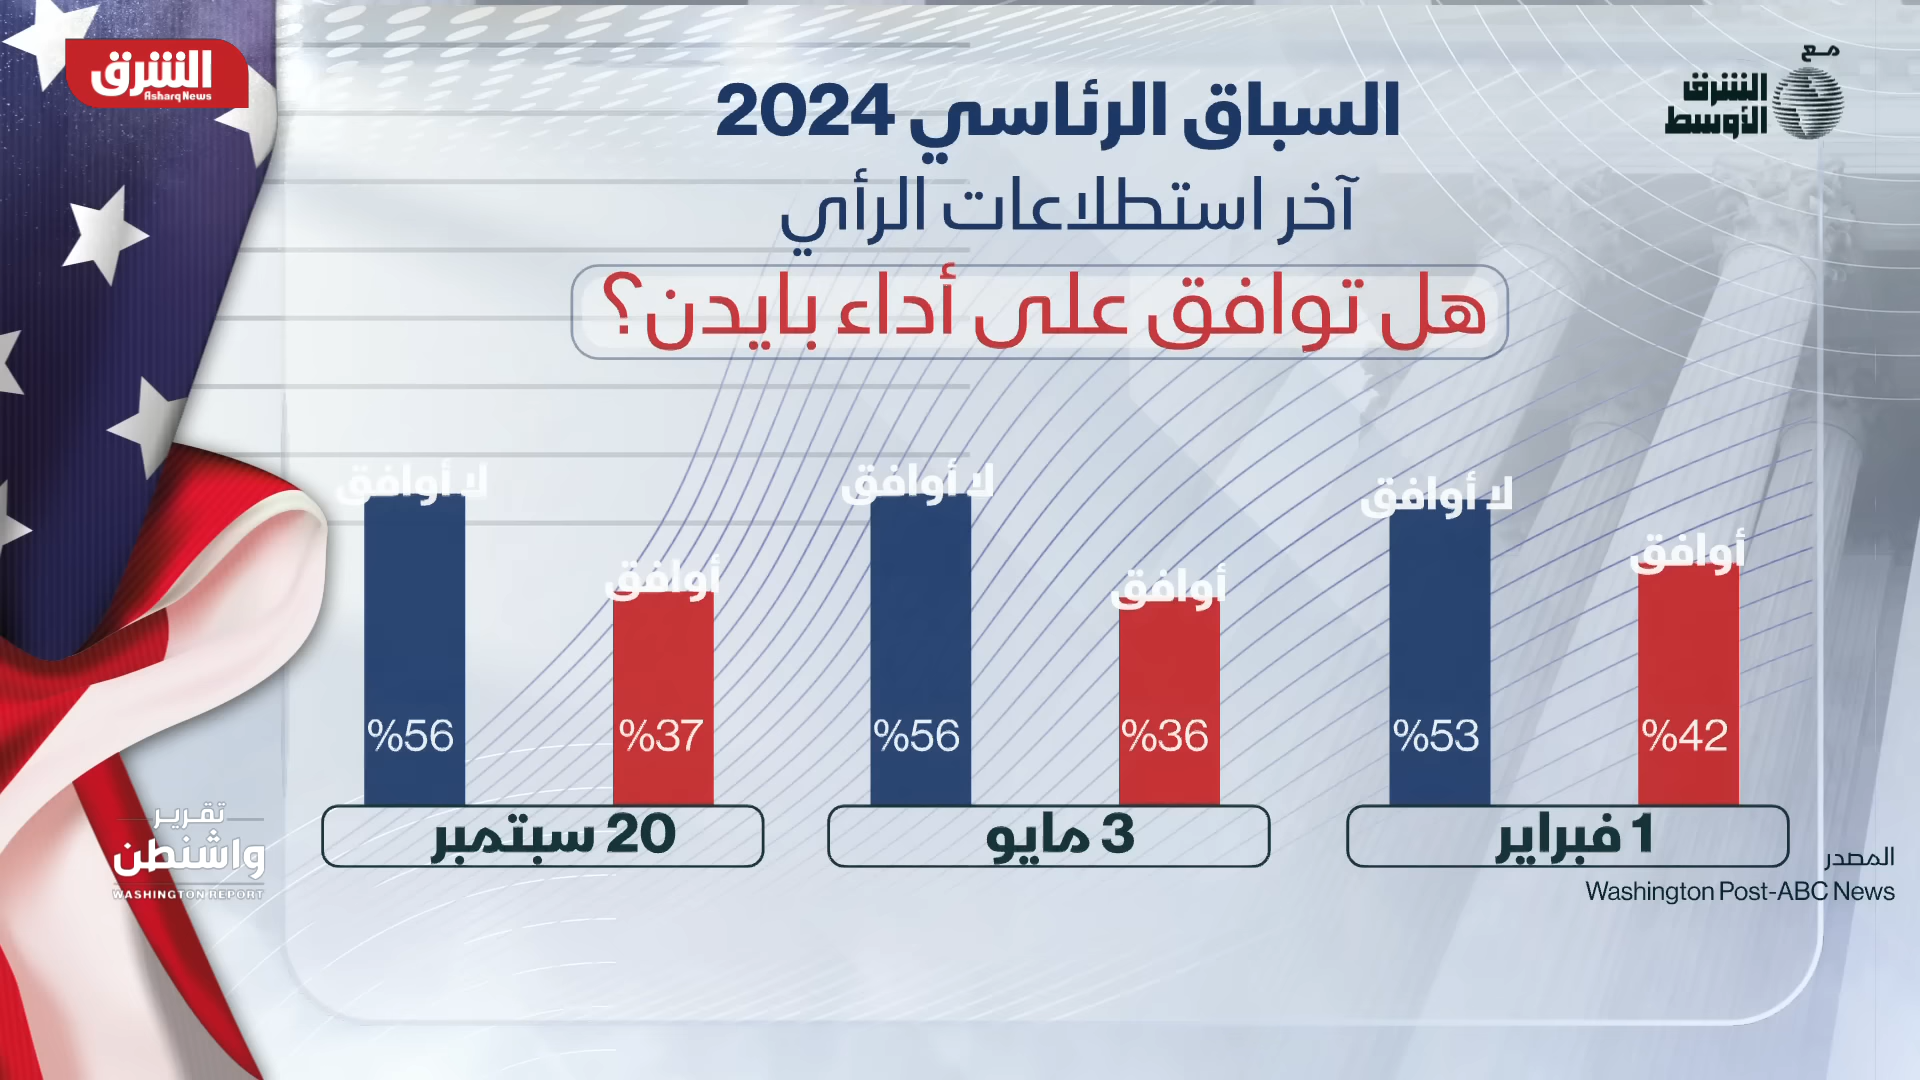 الشرق
Asharq News
مع
الشرق
الأوسط
السباق الرئاسي 2024
آخر استطلاعات الرأي
هل توافق على أداء بايدن؟
أوافق
لا أوافق
%42
%53
1 فبراير
أوافق
لا أوافق
%36
%56
3 مايو
أوافق
لا أوافق
%37
%56
20 سبتمبر
المصدر
Washington Post-ABC News
تقرير
واشنطن
WASHINGTON REPORT